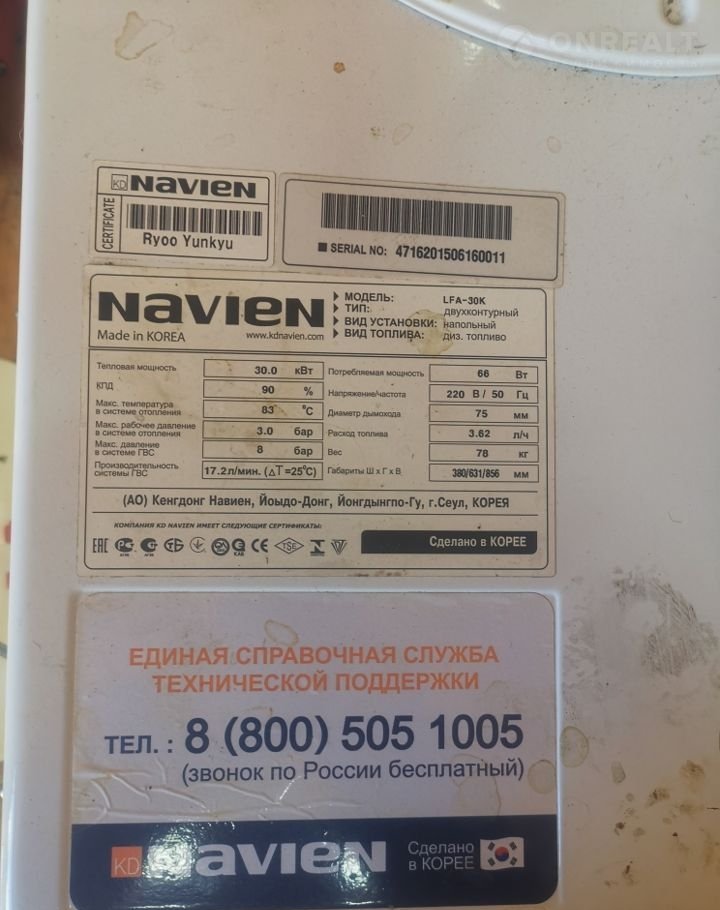 ONREALT
KD NAVIEN
CERTIFICATE
Ryoo Yunkyu
SERIAL NO: 4716201506160011
NAVIEN
Made in KOREA
www.kdnavien.com
МОДЕЛЬ: LFA-30K
ТИП: двухконтурный
ВИД УСТАНОВКИ: напольный
ВИД ТОПЛИВА: диз. топливо
Тепловая мощность 30.0 кВт
КПД 90 %
Макс. температура
в системе отопления 83 °C
Макс. рабочее давление
в системе отопления 3.0 бар
Макс. давление
в системе ГВС 8 бар
Производительность
системы ГВС 17.2л/мин. (ΔT=25°C)
Потребляемая мощность 66 Вт
Напряжение/частота 220 В / 50 Гц
Диаметр дымохода 75 мм
Расход топлива 3.62 л/ч
Вес 78 кг
Габариты Ш х Г х В 380/631/856 мм
(АО) Кенгдонг Навиен, Йоыдо-Донг, Йонгдынгпо-Гу, г.Сеул, КОРЕЯ
КОМПАНИЯ KD NAVIEN ИМЕЕТ СЛЕДУЮЩИЕ СЕРТИФИКАТЫ:
EAC CE TSE
Сделано в КОРЕЕ
ЕДИНАЯ СПРАВОЧНАЯ СЛУЖБА
ТЕХНИЧЕСКОЙ ПОДДЕРЖКИ
ТЕЛ. : 8 (800) 505 1005
(звонок по России бесплатный)
KD NAVIEN
Сделано
в КОРЕЕ